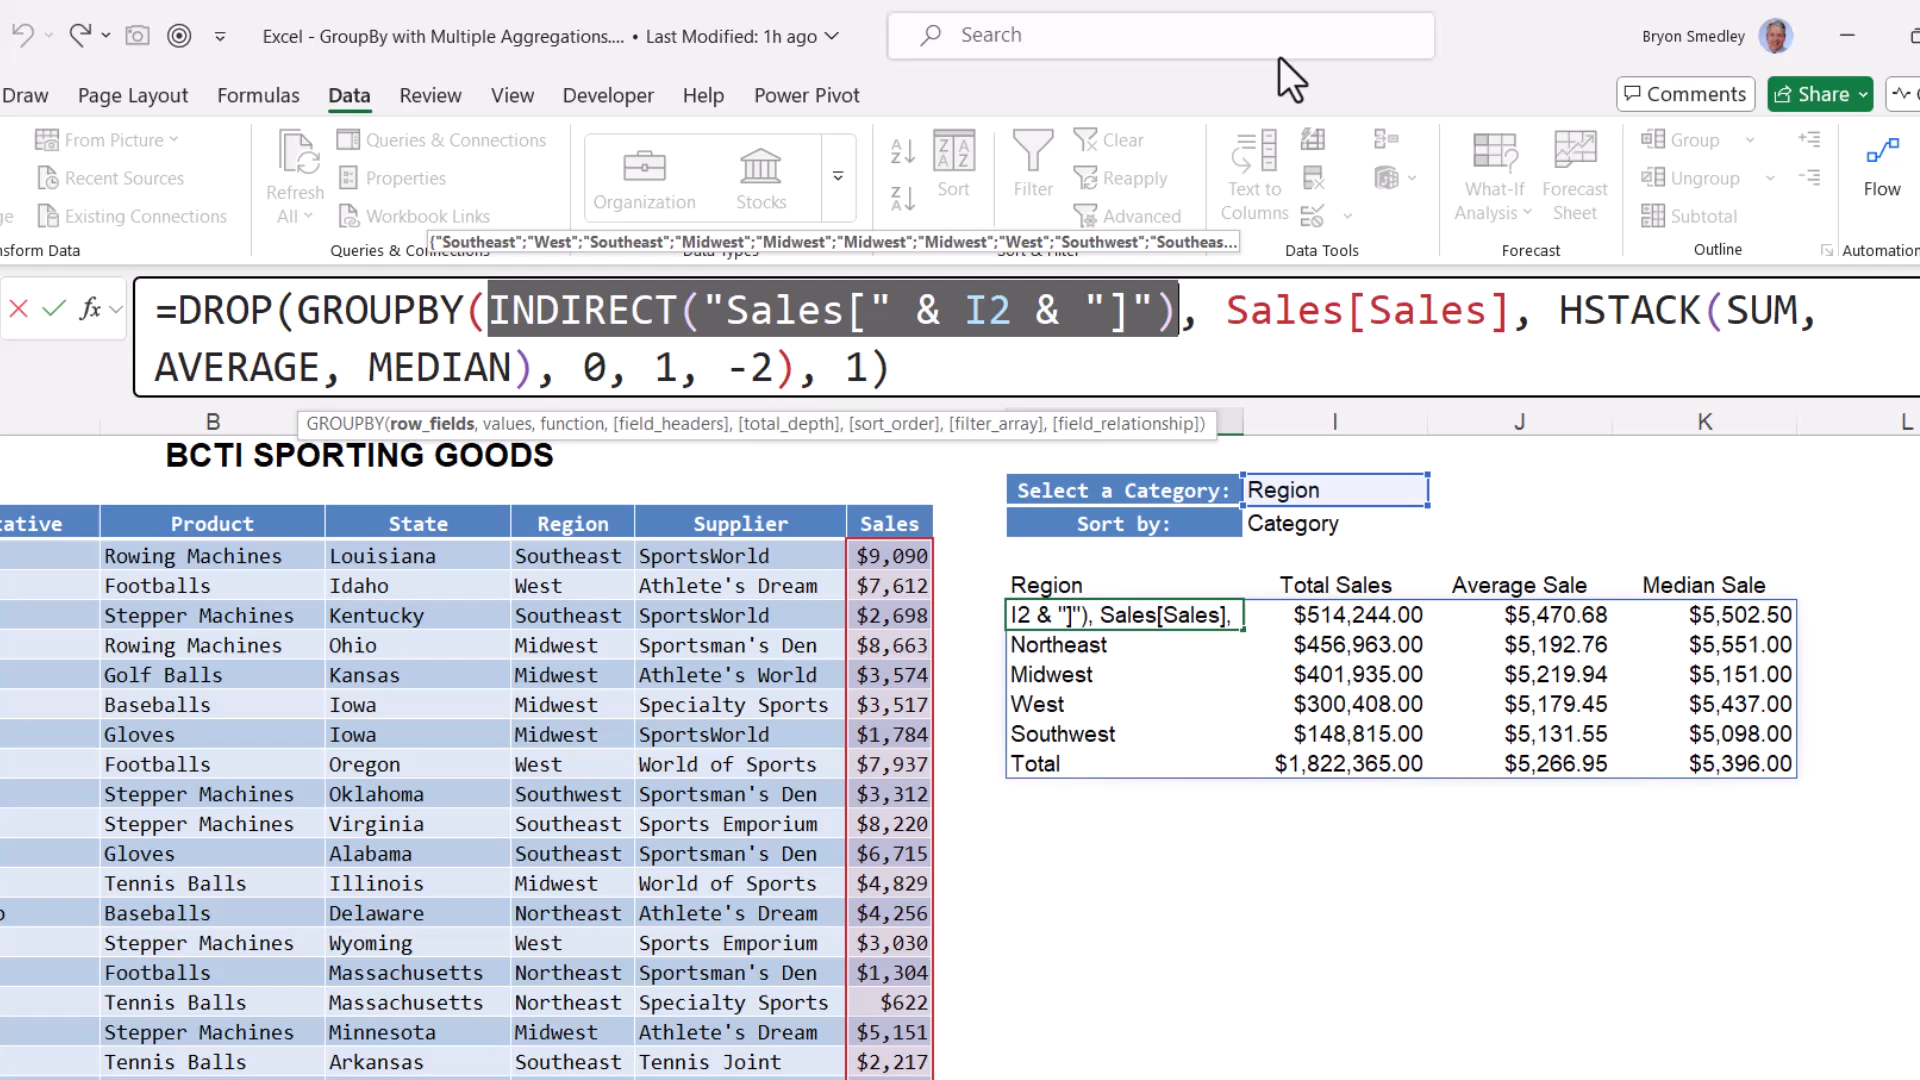 Excel - GroupBy with Multiple Aggregations.... • Last Modified: 1h ago
Search
Bryon Smedley
Draw Page Layout Formulas Data Review View Developer Help Power Pivot
Comments Share
From Picture
Recent Sources
Existing Connections
Refresh All
Queries & Connections
Properties
Workbook Links
Organization Stocks
Sort
Filter
Clear
Reapply
Advanced
Text to Columns
What-If Analysis
Forecast Sheet
Group
Ungroup
Subtotal
Flow
Data Tools Forecast Outline
{"Southeast";"West";"Southeast";"Midwest";"Midwest";"Midwest";"Midwest";"West";"Southwest";"Southeas...
=DROP(GROUPBY(INDIRECT("Sales[" & I2 & "]"), Sales[Sales], HSTACK(SUM,
AVERAGE, MEDIAN), 0, 1, -2), 1)
GROUPBY(row_fields, values, function, [field_headers], [total_depth], [sort_order], [filter_array], [field_relationship])
B I J K L
BCTI SPORTING GOODS
Select a Category: Region
Sort by: Category
Product State Region Supplier Sales
Rowing Machines Louisiana Southeast SportsWorld $9,090
Footballs Idaho West Athlete's Dream $7,612
Stepper Machines Kentucky Southeast SportsWorld $2,698
Rowing Machines Ohio Midwest Sportsman's Den $8,663
Golf Balls Kansas Midwest Athlete's World $3,574
Baseballs Iowa Midwest Specialty Sports $3,517
Gloves Iowa Midwest SportsWorld $1,784
Footballs Oregon West World of Sports $7,937
Stepper Machines Oklahoma Southwest Sportsman's Den $3,312
Stepper Machines Virginia Southeast Sports Emporium $8,220
Gloves Alabama Southeast Sportsman's Den $6,715
Tennis Balls Illinois Midwest World of Sports $4,829
Baseballs Delaware Northeast Athlete's Dream $4,256
Stepper Machines Wyoming West Sports Emporium $3,030
Footballs Massachusetts Northeast Sportsman's Den $1,304
Tennis Balls Massachusetts Northeast Specialty Sports $622
Stepper Machines Minnesota Midwest Athlete's Dream $5,151
Tennis Balls Arkansas Southeast Tennis Joint $2,217
Region Total Sales Average Sale Median Sale
I2 & "]"), Sales[Sales], $514,244.00 $5,470.68 $5,502.50
Northeast $456,963.00 $5,192.76 $5,551.00
Midwest $401,935.00 $5,219.94 $5,151.00
West $300,408.00 $5,179.45 $5,437.00
Southwest $148,815.00 $5,131.55 $5,098.00
Total $1,822,365.00 $5,266.95 $5,396.00